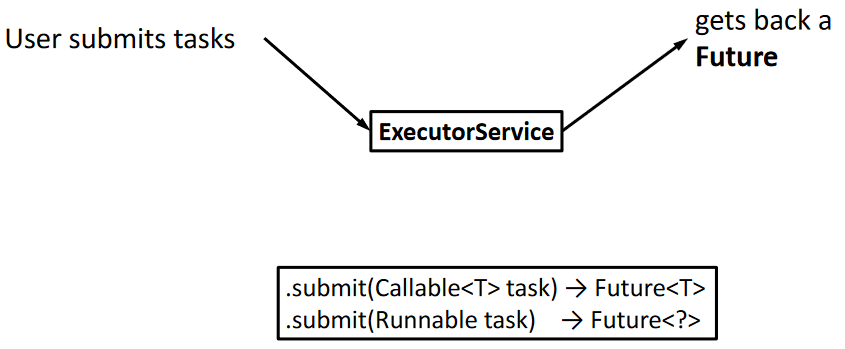 User submits tasks
gets back a
Future
ExecutorService
.submit(Callable<T> task) → Future<T>
.submit(Runnable task) → Future<?>